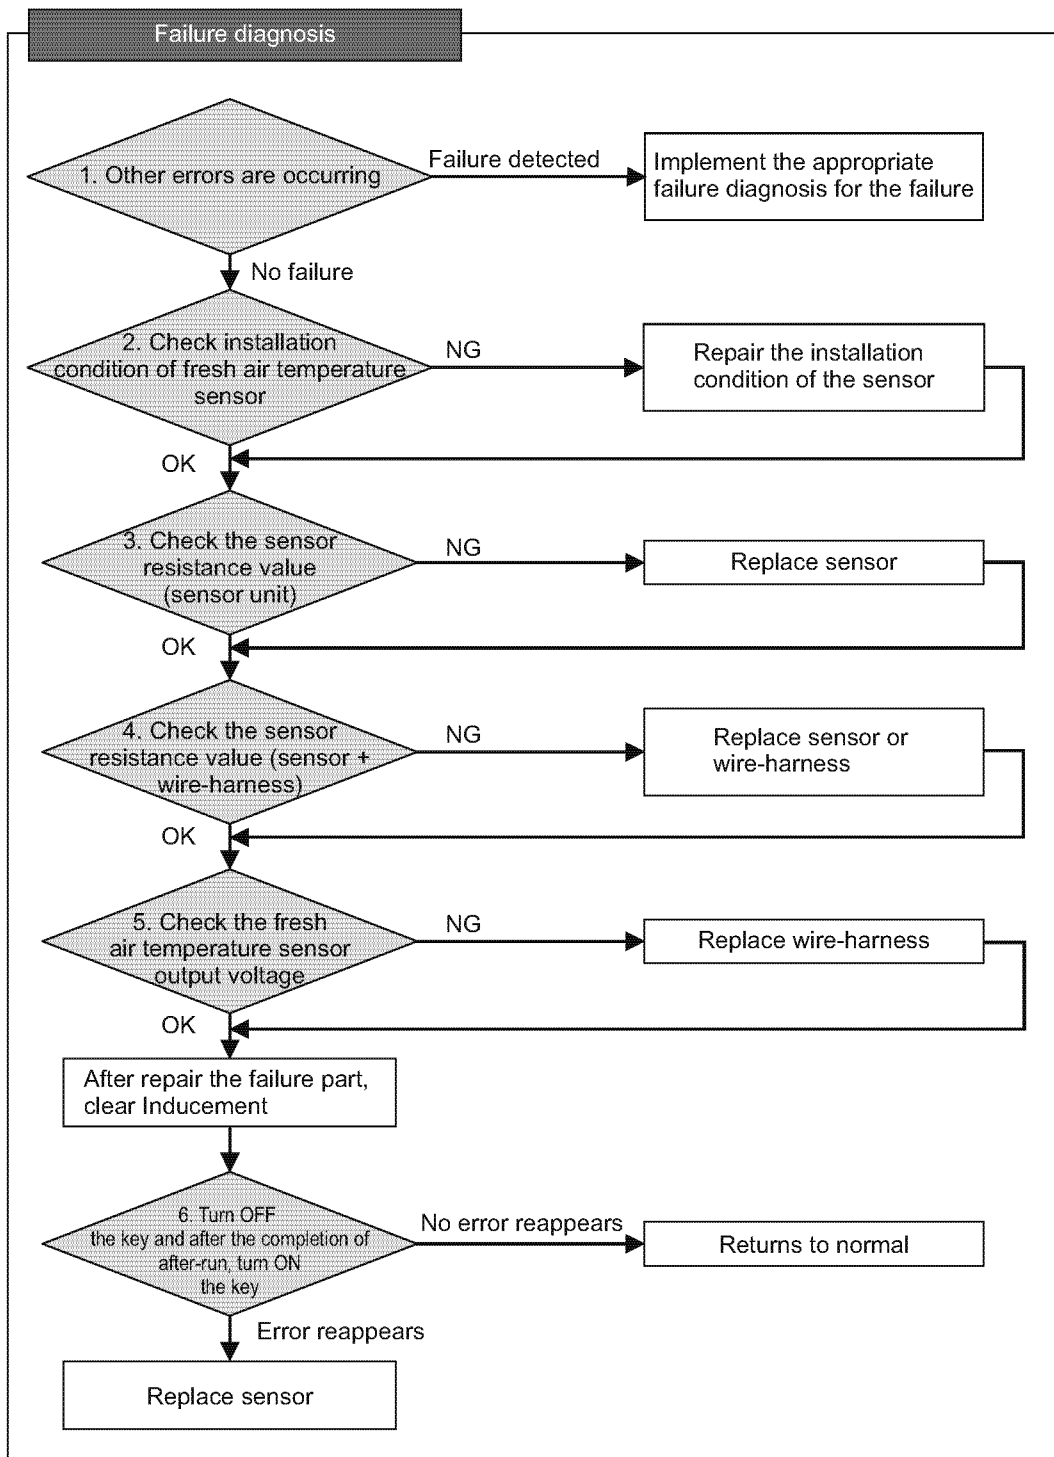 Failure diagnosis
1. Other errors are occurring
Failure detected
Implement the appropriate
failure diagnosis for the failure
No failure
2. Check installation
condition of fresh air temperature
sensor
NG
Repair the installation
condition of the sensor
OK
3. Check the sensor
resistance value
(sensor unit)
NG
Replace sensor
OK
4. Check the sensor
resistance value (sensor +
wire-harness)
NG
Replace sensor or
wire-harness
OK
5. Check the fresh
air temperature sensor
output voltage
NG
Replace wire-harness
OK
After repair the failure part,
clear Inducement
6. Turn OFF
the key and after the completion of
after-run, turn ON
the key
No error reappears
Returns to normal
Error reappears
Replace sensor